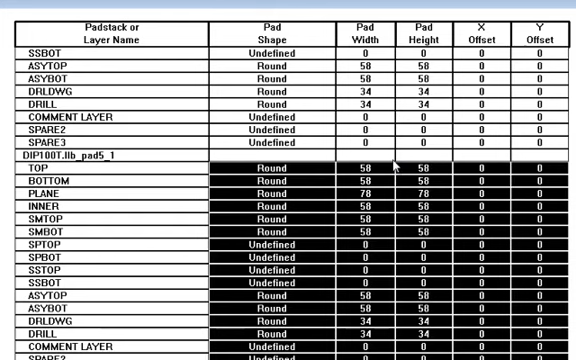 Padstack or Layer Name Pad Shape Pad Width Pad Height X Offset Y Offset
SSBOT Undefined 0 0 0 0
ASYTOP Round 58 58 0 0
ASYBOT Round 58 58 0 0
DRLDWG Round 34 34 0 0
DRILL Round 34 34 0 0
COMMENT LAYER Undefined 0 0 0 0
SPARE2 Undefined 0 0 0 0
SPARE3 Undefined 0 0 0 0
DIP100T.llb_pad5_1
TOP Round 58 58 0 0
BOTTOM Round 58 58 0 0
PLANE Round 78 78 0 0
INNER Round 58 58 0 0
SMTOP Round 58 58 0 0
SMBOT Round 58 58 0 0
SPTOP Undefined 0 0 0 0
SPBOT Undefined 0 0 0 0
SSTOP Undefined 0 0 0 0
SSBOT Undefined 0 0 0 0
ASYTOP Round 58 58 0 0
ASYBOT Round 58 58 0 0
DRLDWG Round 34 34 0 0
DRILL Round 34 34 0 0
COMMENT LAYER Undefined 0 0 0 0
SPARE2 Undefined 0 0 0 0